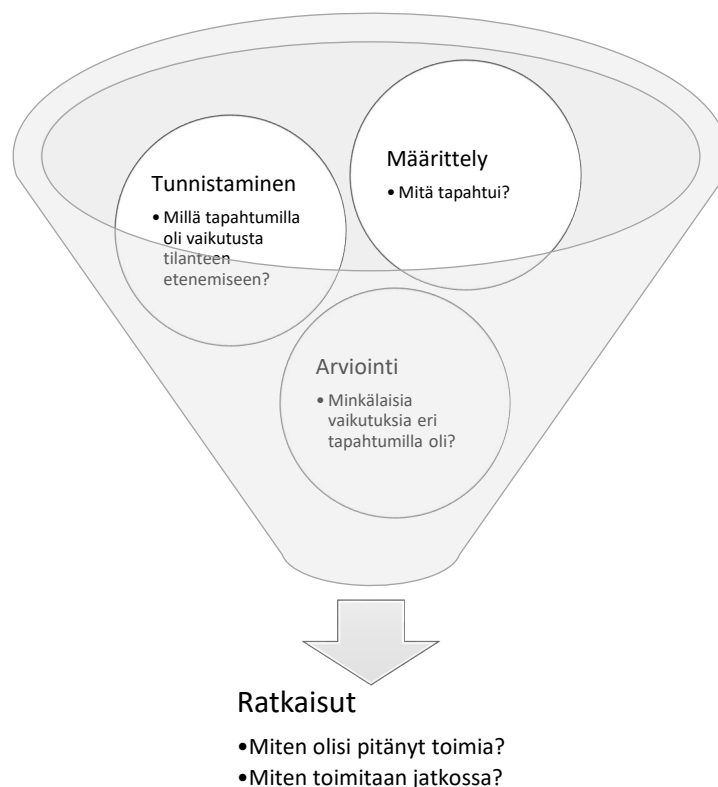 Määrittely
• Mitä tapahtui?
Tunnistaminen
• Millä tapahtumilla
oli vaikutusta
tilanteen
etenemiseen?
Arviointi
• Minkälaisia
vaikutuksia eri
tapahtumilla oli?
Ratkaisut
•Miten olisi pitänyt toimia?
•Miten toimitaan jatkossa?